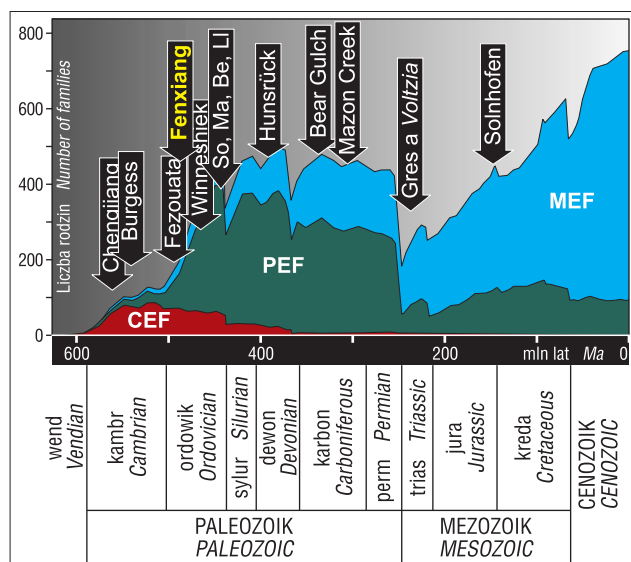 800
600
400
200
0
Liczba rodzin Number of families
Chengjiang
Burgess
Fezouata
Fenxiang
Winneshiek
So, Ma, Be, Ll
Hunsrück
Bear Gulch
Mazon Creek
Gres a Voltzia
Solnhofen
CEF
PEF
MEF
600
400
200
mln lat Ma 0
wend
Vendian
kambr
Cambrian
ordowik
Ordovician
sylur Silurian
dewon
Devonian
karbon
Carboniferous
perm Permian
trias Triassic
jura
Jurassic
kreda
Cretaceous
CENOZOIK
CENOZOIC
PALEOZOIK
PALEOZOIC
MEZOZOIK
MESOZOIC